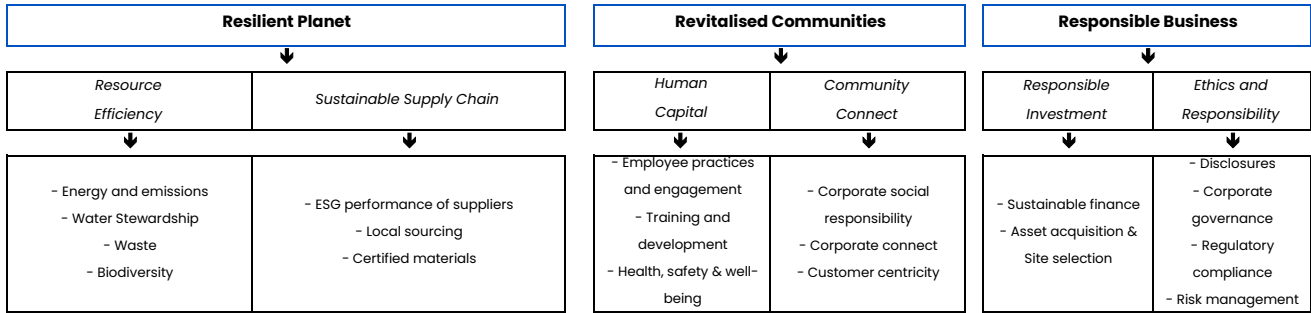 Resilient Planet
Resource
Efficiency
Sustainable Supply Chain
- Energy and emissions
- Water Stewardship
- Waste
- Biodiversity
- ESG performance of suppliers
- Local sourcing
- Certified materials
Revitalised Communities
Human
Capital
Community
Connect
- Employee practices
and engagement
- Training and
development
- Health, safety & well-
being
- Corporate social
responsibility
- Corporate connect
- Customer centricity
Responsible Business
Responsible
Investment
Ethics and
Responsibility
- Sustainable finance
- Asset acquisition &
Site selection
- Disclosures
- Corporate
governance
- Regulatory
compliance
- Risk management